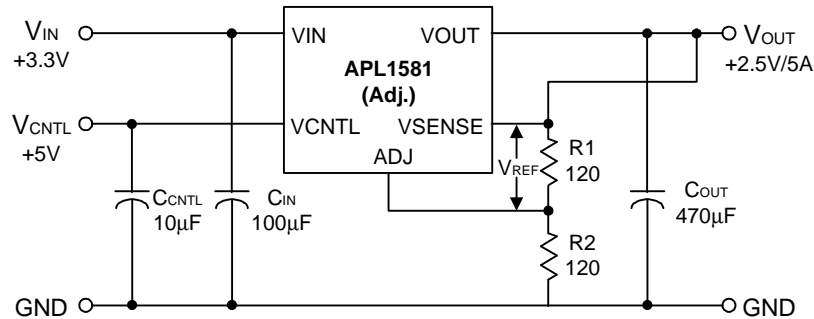 VIN
+3.3V
VIN
VOUT
APL1581
(Adj.)
VOUT
+2.5V/5A
VCNTL
+5V
VCNTL
VSENSE
ADJ
VREF
R1
120
CCNTL
10μF
CIN
100μF
COUT
470μF
R2
120
GND
GND